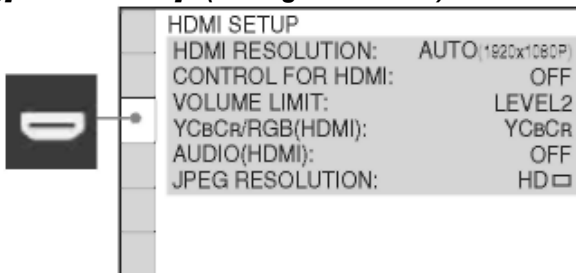 HDMI SETUP
HDMI RESOLUTION: AUTO(1920x1080P)
CONTROL FOR HDMI: OFF
VOLUME LIMIT: LEVEL2
YCBCR/RGB(HDMI): YCBCR
AUDIO(HDMI): OFF
JPEG RESOLUTION: HD